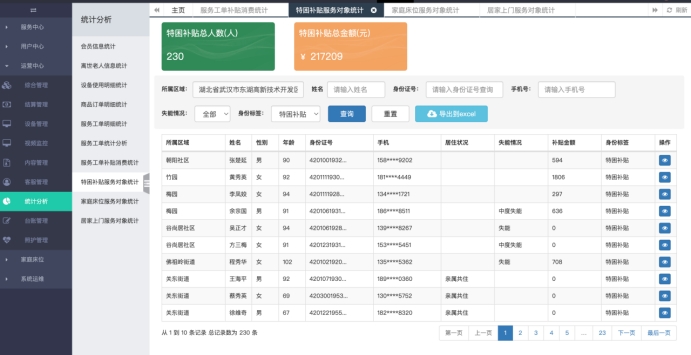 统计分析
主页
服务工单补贴消费统计
特困补贴服务对象统计
家庭床位服务对象统计
居家上门服务对象统计
刷新
服务中心
用户中心
运营中心
综合管理
结算管理
设备管理
视频监控
内容管理
客服管理
统计分析
台账管理
照护管理
家庭床位
系统运维
会员信息统计
离世老人信息统计
设备使用明细统计
商品订单明细统计
服务工单明细统计
服务工单统计分析
服务工单补贴消费统计
特困补贴服务对象统计
家庭床位服务对象统计
居家上门服务对象统计
特困补贴总人数(人)
230
特困补贴总金额(元)
¥ 217209
所属区域: 湖北省武汉市东湖高新技术开发区 姓名 请输入姓名 身份证号: 请输入身份证号查询 手机号: 请输入手机号
失能情况: 全部 身份标签: 特困补贴 查询 重置 导出到excel
所属区域 姓名 性别 年龄 身份证号 手机 居住状况 失能情况 补贴金额 身份标签 操作
朝阳社区 张楚延 男 90 4201001932... 158****9202 594 特困补贴
竹园 黄秀英 女 92 4201111930... 181****4449 1806 特困补贴
梅园 李凤姣 女 94 4201111928... 134****1721 297 特困补贴
梅园 余宗国 男 91 4201061931... 186****8511 中度失能 636 特困补贴
谷尚居社区 吴正才 女 94 4201061928... 139****8267 失能 0 特困补贴
谷尚居社区 方三梅 女 91 4201231931... 153****5451 中度失能 0 特困补贴
佛祖岭街道 程秀华 女 102 4201021920... 135****5362 失能 708 特困补贴
关东街道 王海平 男 92 4201071930... 189****0360 亲属共住 0 特困补贴
关东街道 蔡秀英 女 69 4203001953... 130****5752 亲属共住 0 特困补贴
关东街道 徐维奇 男 67 4201221955... 182****8320 亲属共住 0 特困补贴
从 1 到 10 条记录 总记录数为 230 条
第一页 上一页 1 2 3 4 5 ... 23 下一页 最后一页